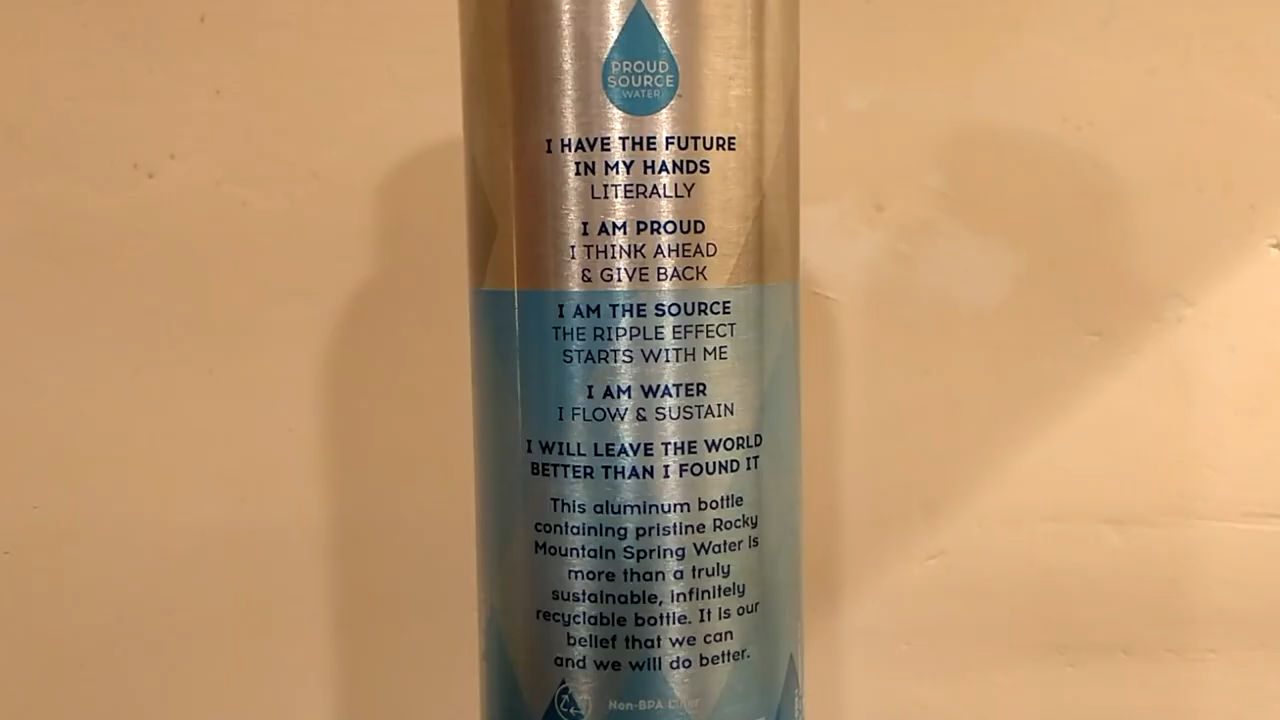 PROUD
SOURCE
WATER
I HAVE THE FUTURE
IN MY HANDS
LITERALLY
I AM PROUD
I THINK AHEAD
& GIVE BACK
I AM THE SOURCE
THE RIPPLE EFFECT
STARTS WITH ME
I AM WATER
I FLOW & SUSTAIN
I WILL LEAVE THE WORLD
BETTER THAN I FOUND IT
This aluminum bottle
containing pristine Rocky
Mountain Spring Water is
more than a truly
sustainable, infinitely
recyclable bottle. It is our
belief that we can
and we will do better.
Non-BPA Liner